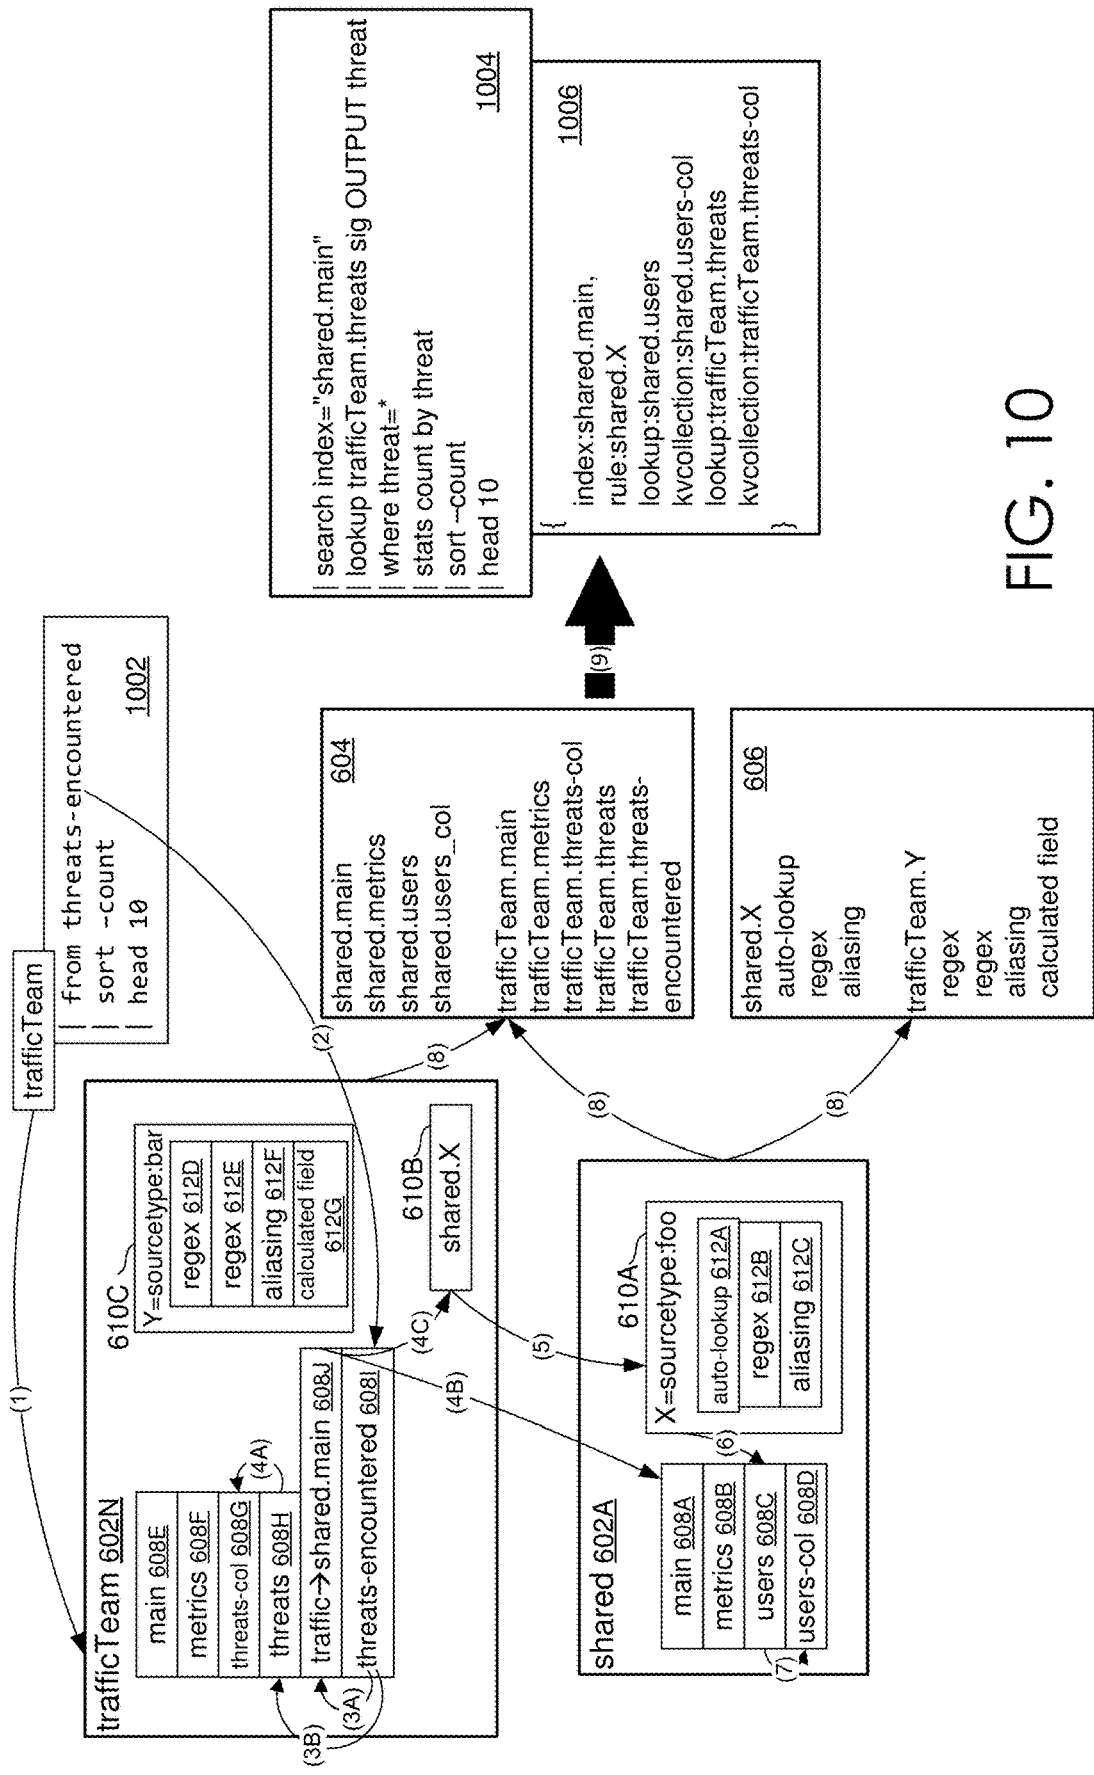 trafficTeam
| from threats-encountered
| sort -count
| head 10
1002
(1)
(2)
trafficTeam 602N
main 608E
metrics 608F
threats-col 608G
threats 608H
traffic→shared.main 608J
threats-encountered 608I
(3A)
(3B)
(4A)
610C
Y=sourcetype:bar
regex 612D
regex 612E
aliasing 612F
calculated field
612G
610B
shared.X
(4C)
(4B)
(5)
shared 602A
main 608A
metrics 608B
users 608C
users-col 608D
(6)
(7)
610A
X=sourcetype:foo
auto-lookup 612A
regex 612B
aliasing 612C
(8)
(8)
(8)
604
shared.main
shared.metrics
shared.users
shared.users_col
trafficTeam.main
trafficTeam.metrics
trafficTeam.threats-col
trafficTeam.threats
trafficTeam.threats-
encountered
606
shared.X
auto-lookup
regex
aliasing
trafficTeam.Y
regex
regex
aliasing
calculated field
(9)
| search index="shared.main"
| lookup trafficTeam.threats sig OUTPUT threat
| where threat=*
| stats count by threat
| sort –count
| head 10
1004
1006
{
index:shared.main,
rule:shared.X
lookup:shared.users
kvcollection:shared.users-col
lookup:trafficTeam.threats
kvcollection:trafficTeam.threats-col
}
FIG. 10